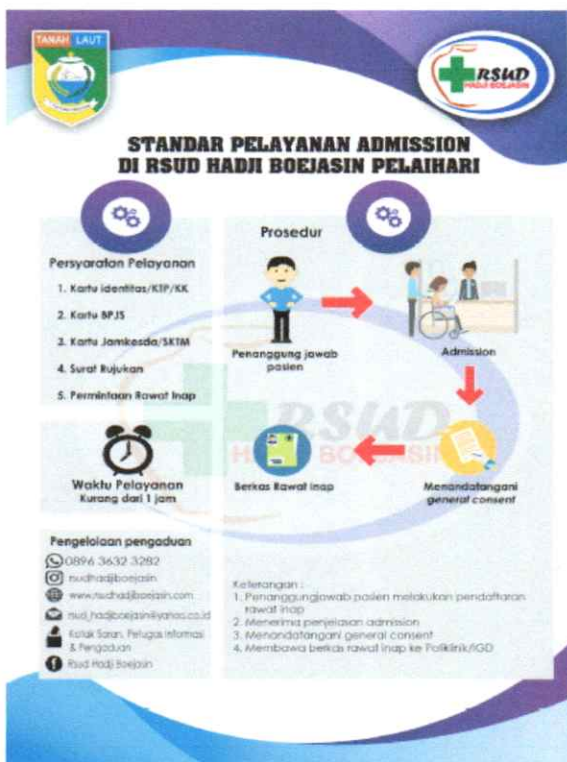 TANAH LAUT
RSUD
HADJI BOEJASIN
STANDAR PELAYANAN ADMISSION
DI RSUD HADJI BOEJASIN PELAIHARI
Persyaratan Pelayanan
1. Kartu identitas/KTP/KK
2. Kartu BPJS
3. Kartu Jamkesda/SKTM
4. Surat Rujukan
5. Permintaan Rawat Inap
Waktu Pelayanan
Kurang dari 1 jam
Prosedur
Penanggung jawab
pasien
Admission
Menandatangani
general consent
Berkas Rawat Inap
RSUD
HADJI BOEJASIN
Pengelolaan pengaduan
0896 3632 3282
rsudhadjiboejasin
www.rsudhadjiboejasin.com
rsud_hadjiboejasin@yahoo.co.id
Kotak Saran, Petugas Informasi
& Pengaduan
Rsud Hadji Boejasin
Keterangan :
1. Penanggungjawab pasien melakukan pendaftaran
rawat inap
2. Menerima penjelasan admission
3. Menandatangani general consent
4. Membawa berkas rawat inap ke Poliklinik/IGD